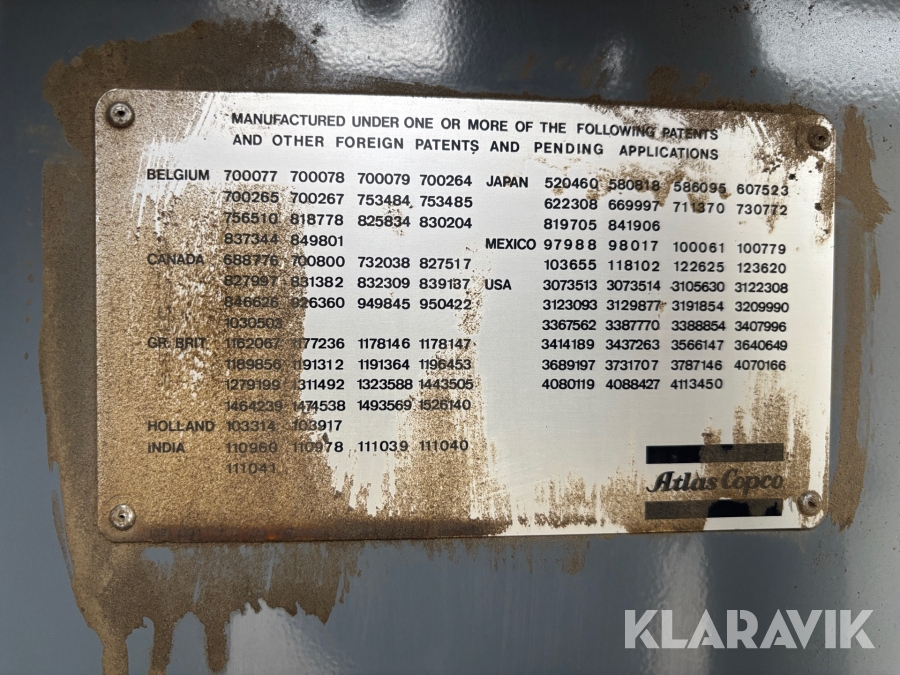 MANUFACTURED UNDER ONE OR MORE OF THE FOLLOWING PATENTS
AND OTHER FOREIGN PATENTS AND PENDING APPLICATIONS
BELGIUM 700077 700078 700079 700264
700265 700267 753484 753485
756510 818778 825834 830204
837344 849801
CANADA 688776 700800 732038 827517
827997 831382 832309 839137
846626 926360 949845 950422
1030503
GR. BRIT 1162067 1177236 1178146 1178147
1189856 1191312 1191364 1196453
1279199 1311492 1323588 1443505
1464239 1474538 1493569 1526140
HOLLAND 103314 103917
INDIA 110960 110978 111039 111040
111041
JAPAN 520460 580818 586095 607523
622308 669997 711370 730772
819705 841906
MEXICO 97988 98017 100061 100779
103655 118102 122625 123620
USA 3073513 3073514 3105630 3122308
3123093 3129877 3191854 3209990
3367562 3387770 3388854 3407996
3414189 3437263 3566147 3640649
3689197 3731707 3787146 4070166
4080119 4088427 4113450
Atlas Copco
KLARAVIK